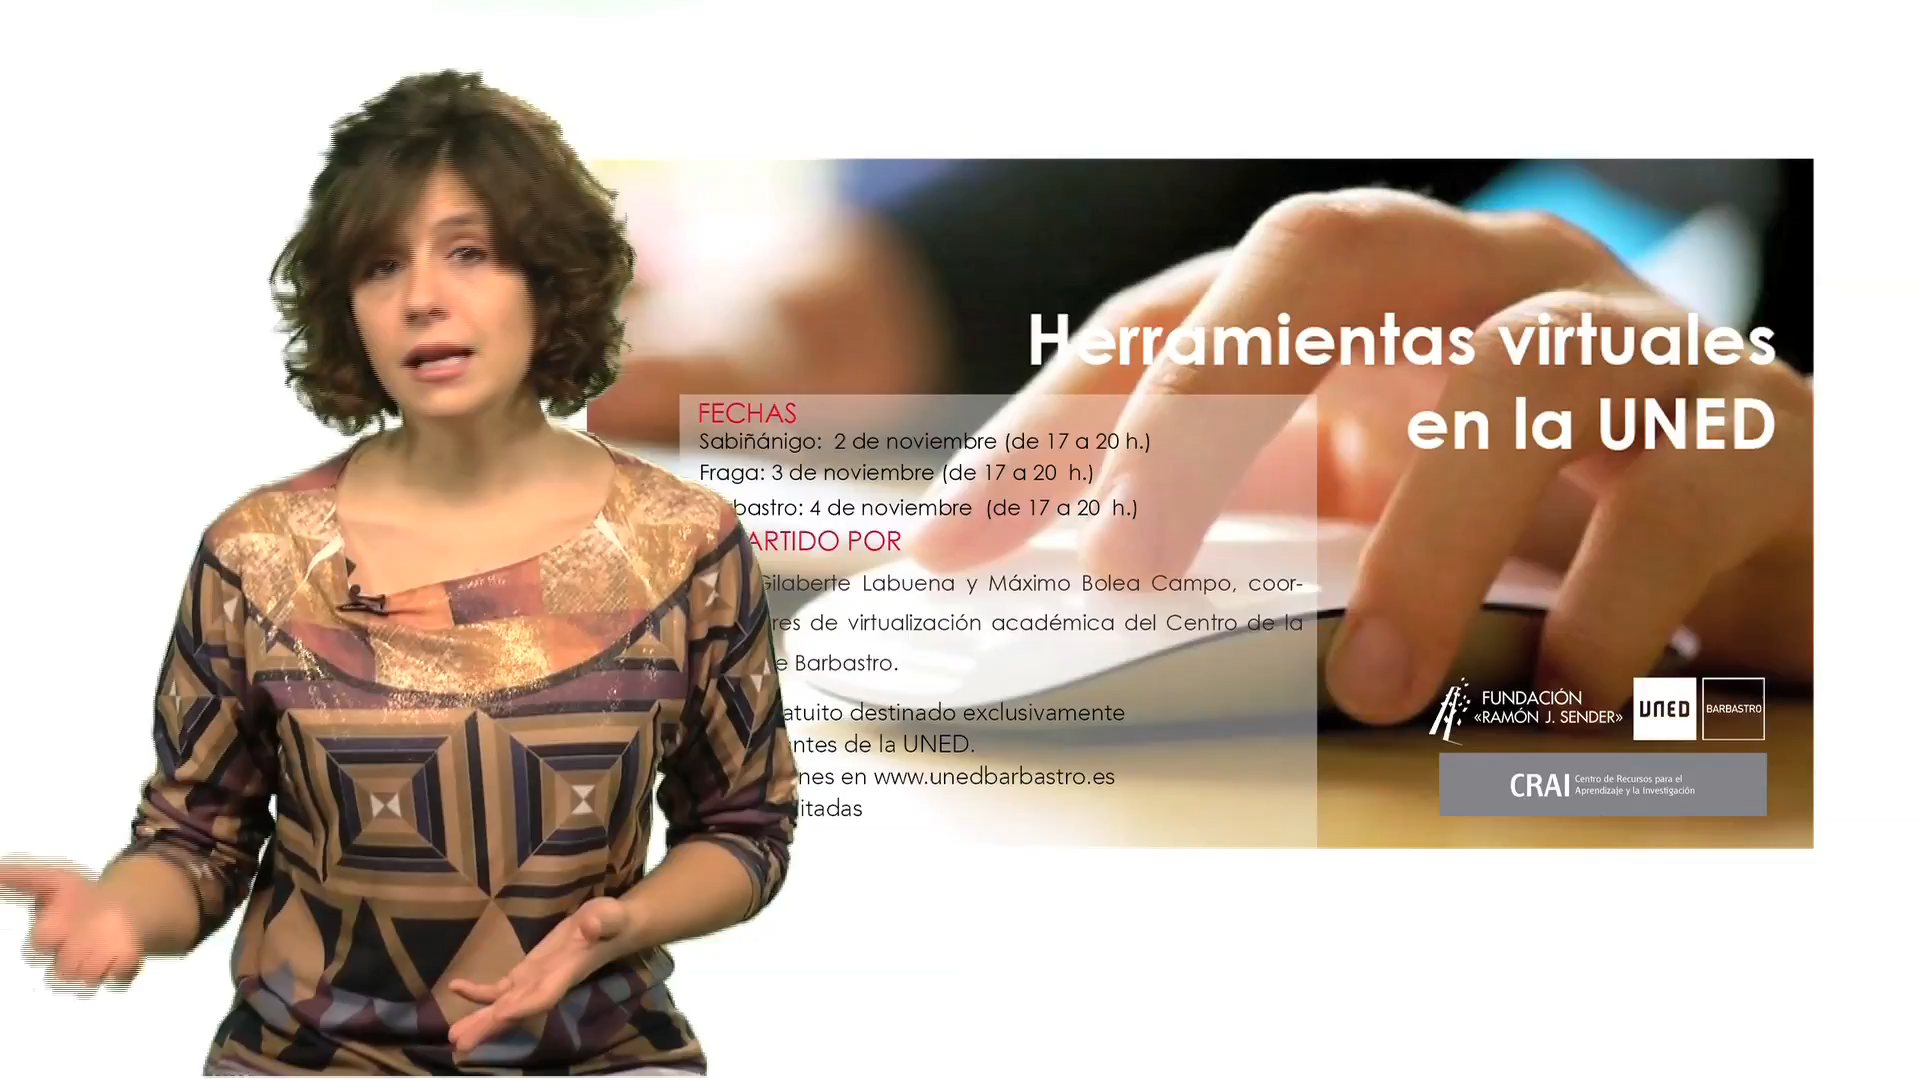 Herramientas virtuales
en la UNED
FECHAS
Sabiñánigo: 2 de noviembre (de 17 a 20 h.)
Fraga: 3 de noviembre (de 17 a 20 h.)
bastro: 4 de noviembre (de 17 a 20 h.)
ARTIDO POR
Gilaberte Labuena y Máximo Bolea Campo, coor-
res de virtualización académica del Centro de la
e Barbastro.
atuito destinado exclusivamente
ntes de la UNED.
nes en www.unedbarbastro.es
litadas
FUNDACIÓN
«RAMÓN J. SENDER»
UNED
BARBASTRO
CRAI
Centro de Recursos para el
Aprendizaje y la Investigación